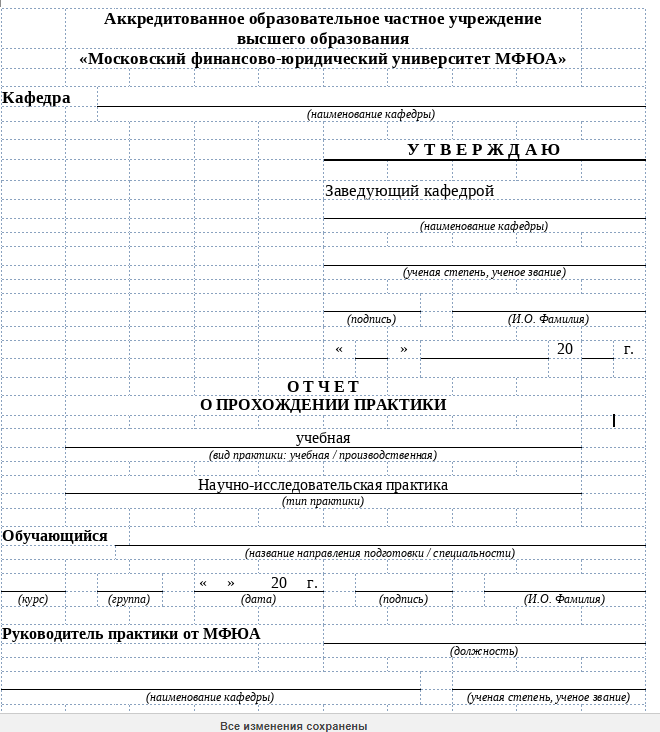 Аккредитованное образовательное частное учреждение
высшего образования
«Московский финансово-юридический университет МФЮА»
Кафедра
(наименование кафедры)
У Т В Е Р Ж Д А Ю
Заведующий кафедрой
(наименование кафедры)
(ученая степень, ученое звание)
(подпись) (И.О. Фамилия)
« » 20 г.
О Т Ч Е Т
О ПРОХОЖДЕНИИ ПРАКТИКИ
учебная
(вид практики: учебная / производственная)
Научно-исследовательская практика
(тип практики)
Обучающийся
(название направления подготовки / специальности)
« » 20 г.
(курс) (группа) (дата) (подпись) (И.О. Фамилия)
Руководитель практики от МФЮА
(должность)
(наименование кафедры) (ученая степень, ученое звание)
Все изменения сохранены